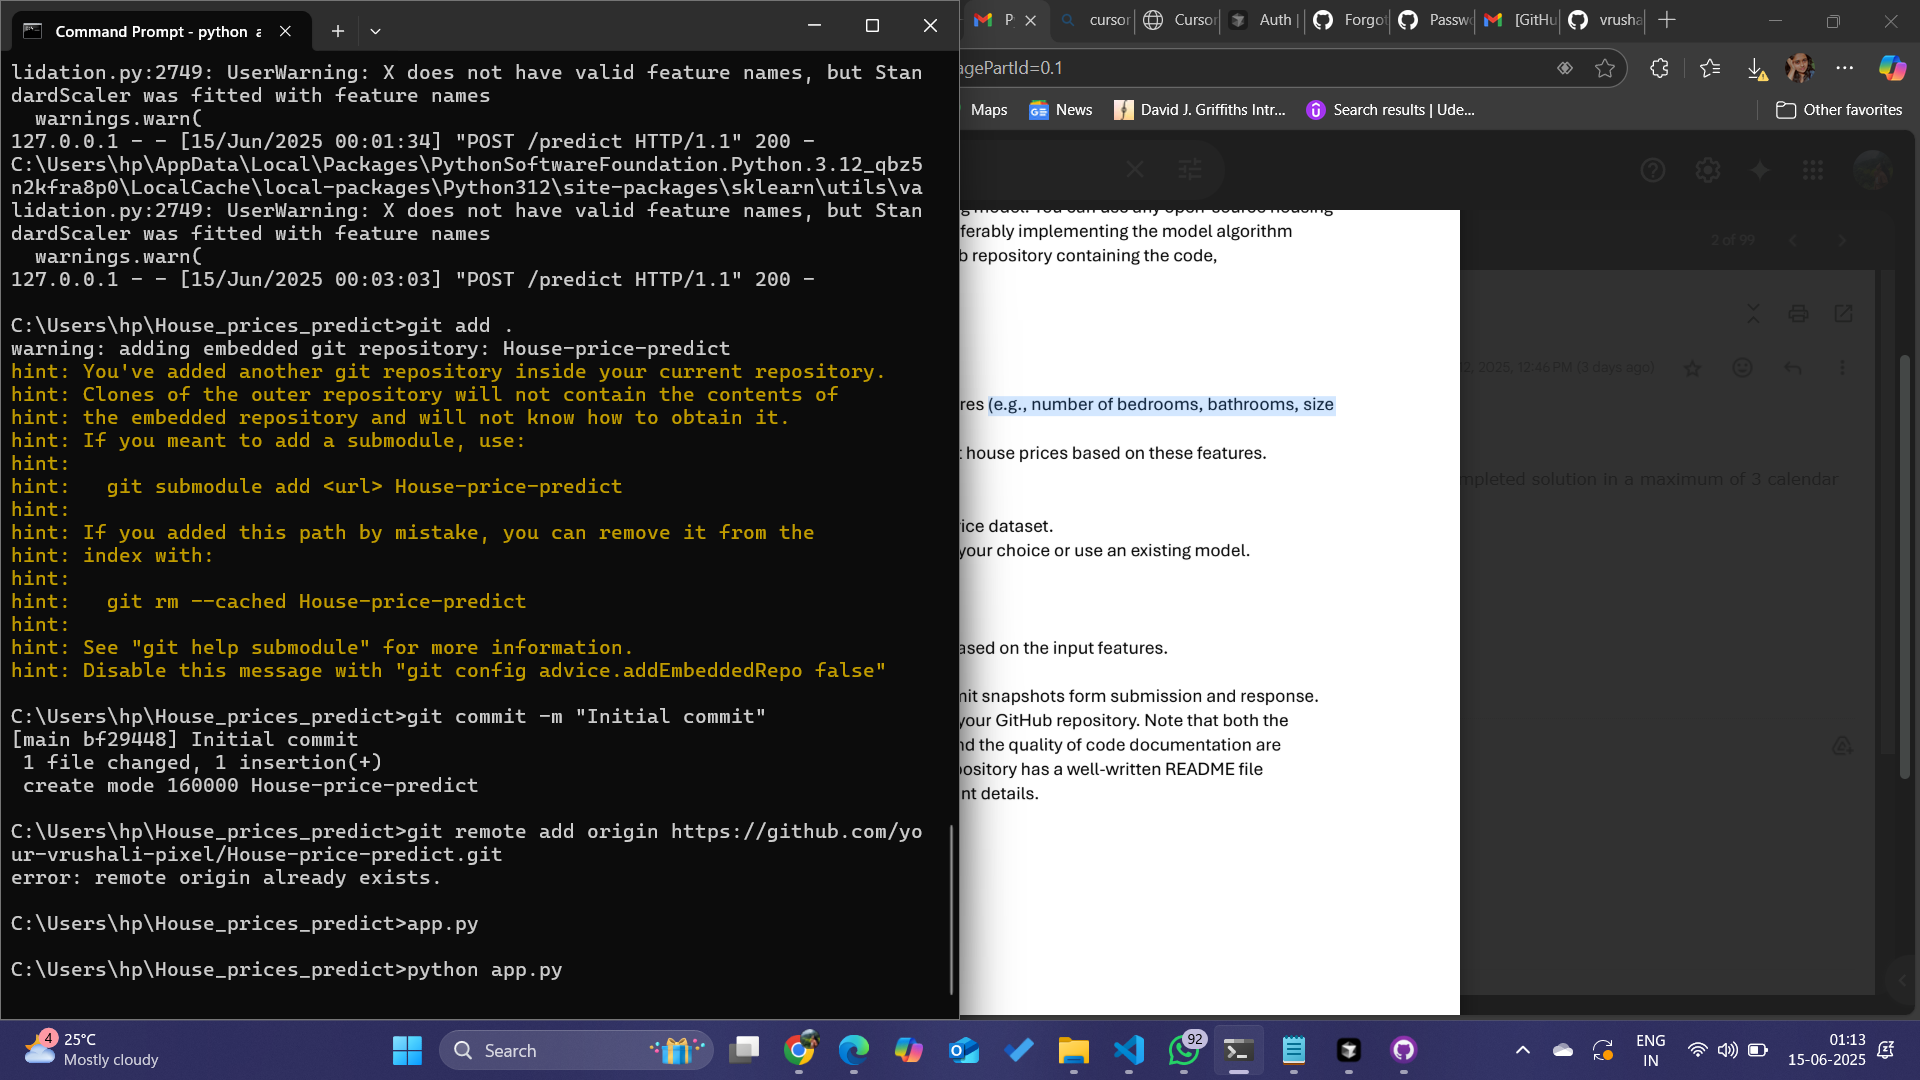 Command Prompt - python a
lidation.py:2749: UserWarning: X does not have valid feature names, but Stan
dardScaler was fitted with feature names
  warnings.warn(
127.0.0.1 - - [15/Jun/2025 00:01:34] "POST /predict HTTP/1.1" 200 -
C:\Users\hp\AppData\Local\Packages\PythonSoftwareFoundation.Python.3.12_qbz5
n2kfra8p0\LocalCache\local-packages\Python312\site-packages\sklearn\utils\va
lidation.py:2749: UserWarning: X does not have valid feature names, but Stan
dardScaler was fitted with feature names
  warnings.warn(
127.0.0.1 - - [15/Jun/2025 00:03:03] "POST /predict HTTP/1.1" 200 -
C:\Users\hp\House_prices_predict>git add .
warning: adding embedded git repository: House-price-predict
hint: You've added another git repository inside your current repository.
hint: Clones of the outer repository will not contain the contents of
hint: the embedded repository and will not know how to obtain it.
hint: If you meant to add a submodule, use:
hint:
hint:   git submodule add <url> House-price-predict
hint:
hint: If you added this path by mistake, you can remove it from the
hint: index with:
hint:
hint:   git rm --cached House-price-predict
hint:
hint: See "git help submodule" for more information.
hint: Disable this message with "git config advice.addEmbeddedRepo false"
C:\Users\hp\House_prices_predict>git commit -m "Initial commit"
[main bf29448] Initial commit
 1 file changed, 1 insertion(+)
 create mode 160000 House-price-predict
C:\Users\hp\House_prices_predict>git remote add origin https://github.com/yo
ur-vrushali-pixel/House-price-predict.git
error: remote origin already exists.
C:\Users\hp\House_prices_predict>app.py
C:\Users\hp\House_prices_predict>python app.py
cursor Cursor Auth Forgot Passw [GitHu vrusha
agePartId=0.1
Maps News David J. Griffiths Intr... Search results | Ude... Other favorites
g model. You can use any open-source housing
ferably implementing the model algorithm
b repository containing the code,
2 of 99
2, 2025, 12:46 PM (3 days ago)
res (e.g., number of bedrooms, bathrooms, size
t house prices based on these features.
mpleted solution in a maximum of 3 calendar
ice dataset.
your choice or use an existing model.
ased on the input features.
mit snapshots form submission and response.
your GitHub repository. Note that both the
nd the quality of code documentation are
pository has a well-written README file
nt details.
4
25°C
Mostly cloudy
Search
92
ENG
IN
01:13
15-06-2025